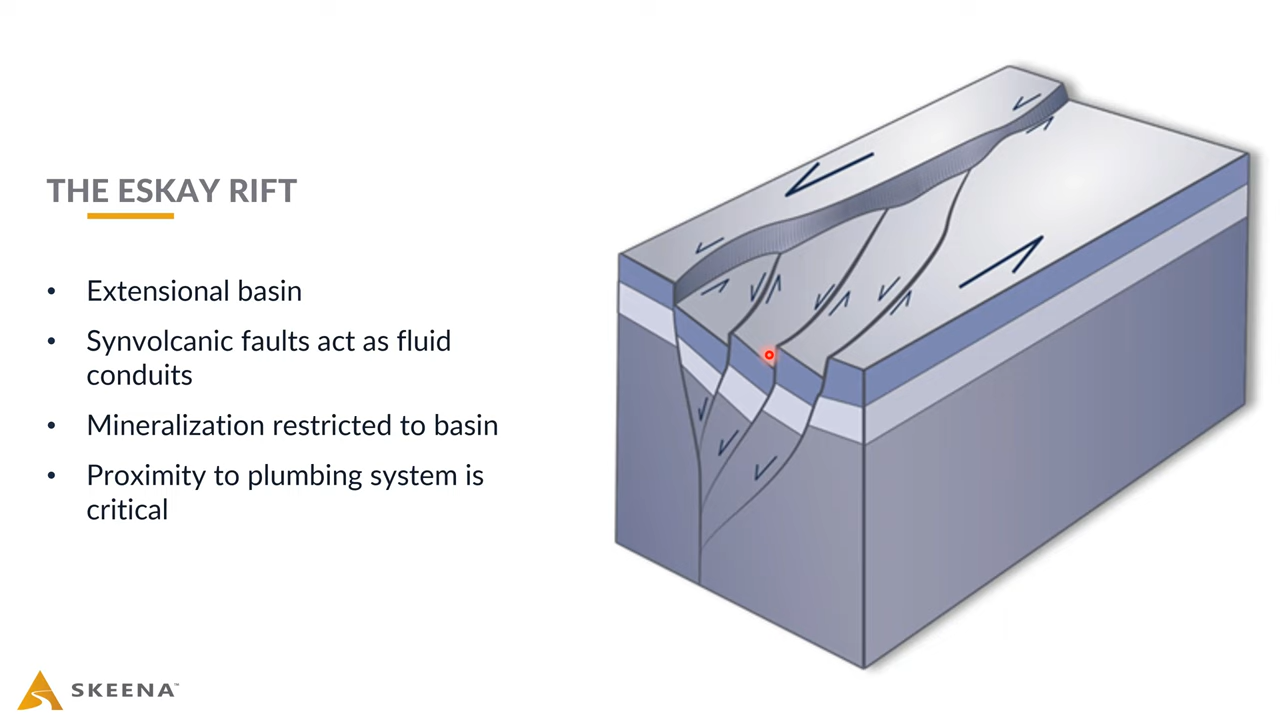 THE ESKAY RIFT
• Extensional basin
• Synvolcanic faults act as fluid
conduits
• Mineralization restricted to basin
• Proximity to plumbing system is
critical
SKEENA™